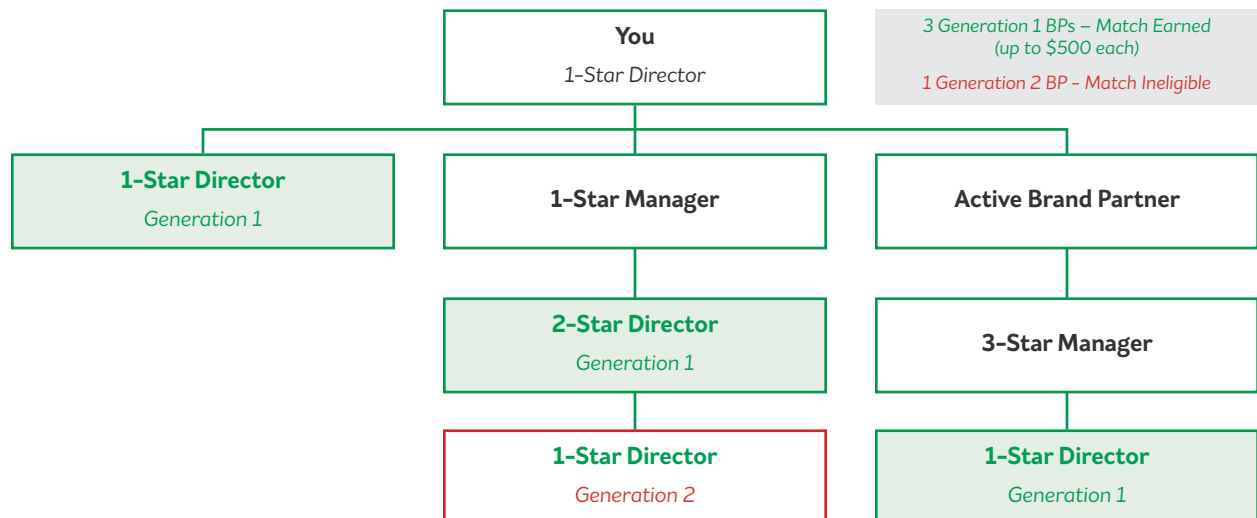 You
1-Star Director
3 Generation 1 BPs – Match Earned
(up to $500 each)
1 Generation 2 BP - Match Ineligible
1-Star Director
Generation 1
1-Star Manager
Active Brand Partner
2-Star Director
Generation 1
3-Star Manager
1-Star Director
Generation 2
1-Star Director
Generation 1